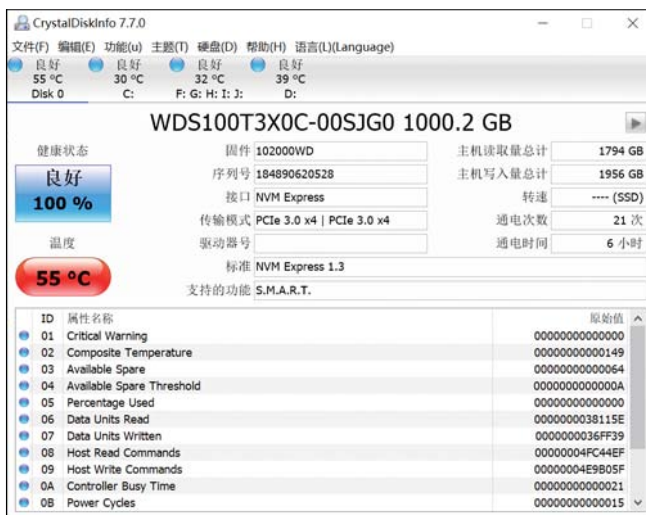 CrystalDiskInfo 7.7.0
文件(F) 编辑(E) 功能(u) 主题(T) 硬盘(D) 帮助(H) 语言(L)(Language)
良好 良好 良好 良好
55 °C 30 °C 32 °C 39 °C
Disk 0 C: F: G: H: I: J: D:
WDS100T3X0C-00SJG0 1000.2 GB
健康状态 固件 102000WD 主机读取量总计 1794 GB
良好 100 % 序列号 184890620528 主机写入量总计 1956 GB
接口 NVM Express 转速 ---- (SSD)
传输模式 PCIe 3.0 x4 | PCIe 3.0 x4 通电次数 21 次
温度 驱动器号 通电时间 6 小时
55 °C 标准 NVM Express 1.3
支持的功能 S.M.A.R.T.
ID 属性名称 原始值
01 Critical Warning 00000000000000
02 Composite Temperature 00000000000149
03 Available Spare 00000000000064
04 Available Spare Threshold 0000000000000A
05 Percentage Used 00000000000000
06 Data Units Read 0000000038115E
07 Data Units Written 0000000036FF39
08 Host Read Commands 00000004FC44EF
09 Host Write Commands 00000004E9B05F
0A Controller Busy Time 00000000000021
0B Power Cycles 00000000000015